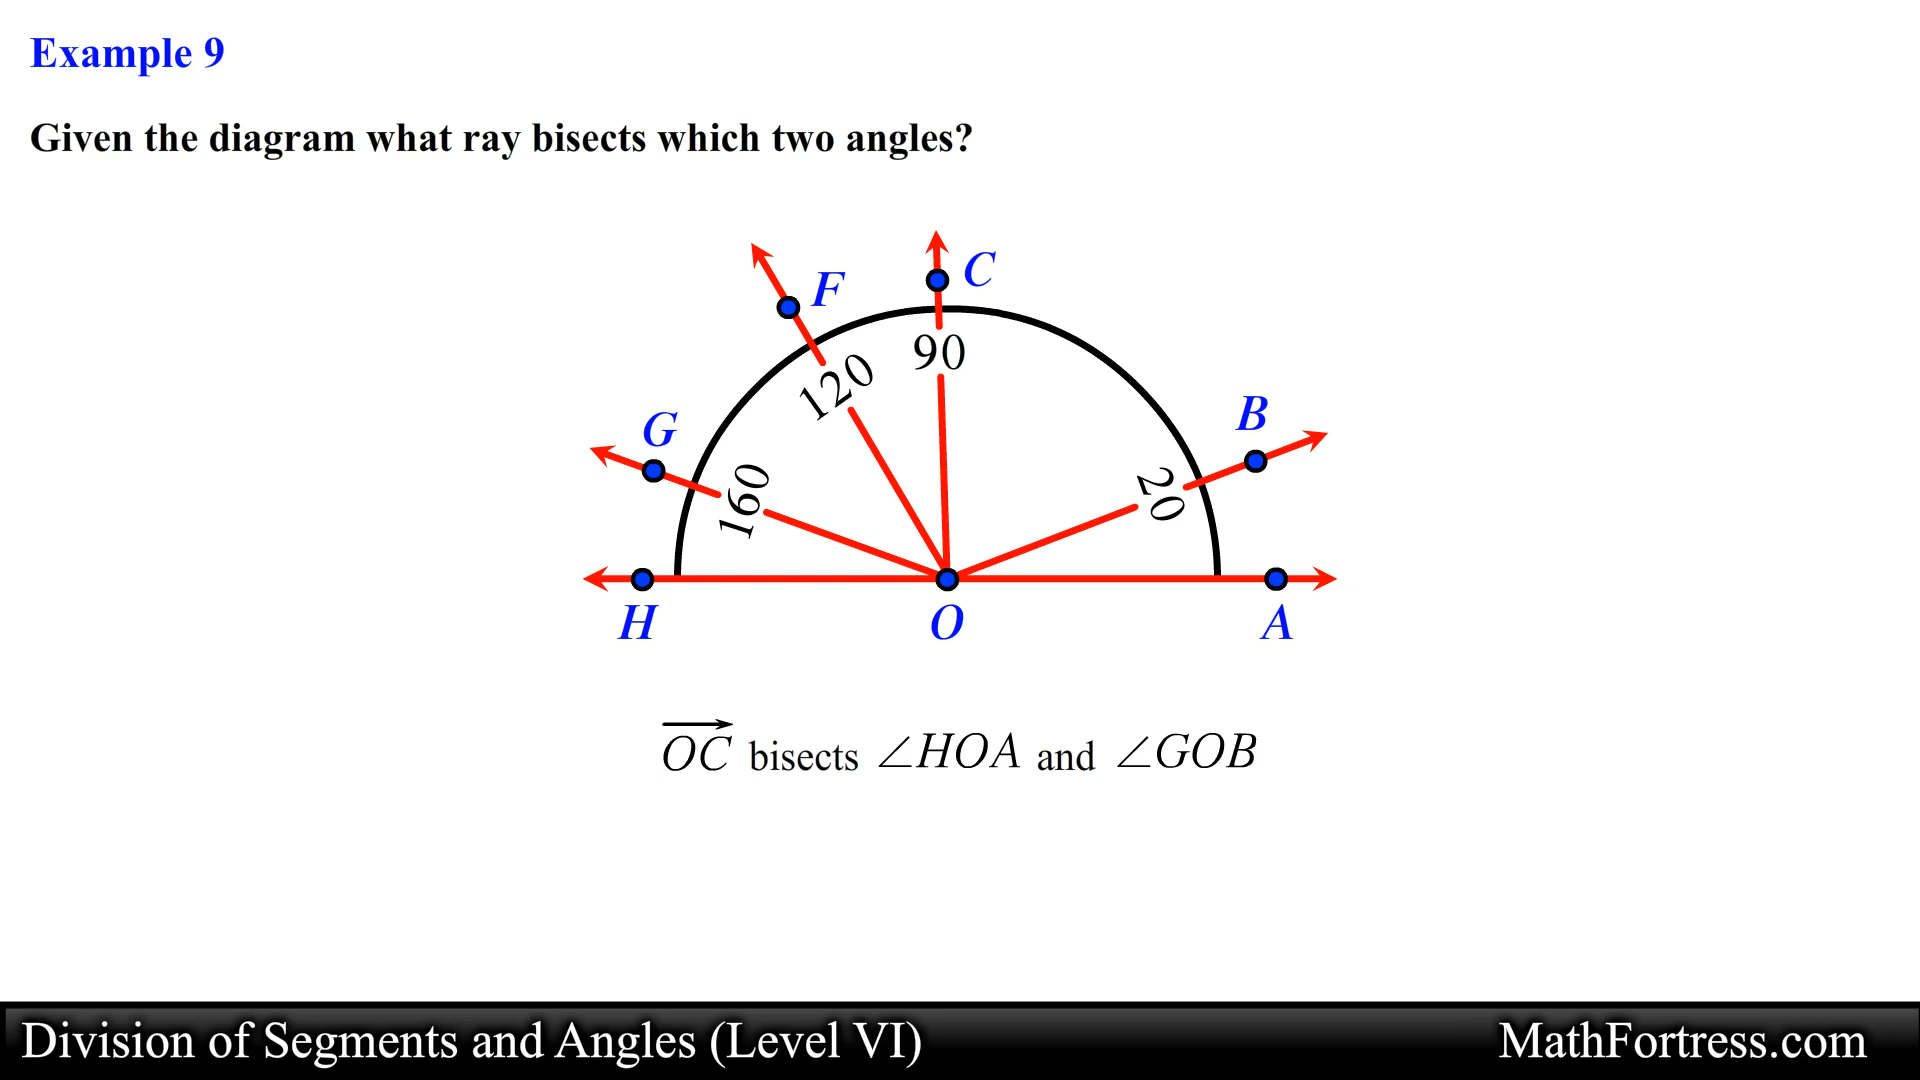 Example 9
Given the diagram what ray bisects which two angles?
C
F
90
120
B
G
160
20
H O A
OC bisects ∠HOA and ∠GOB
Division of Segments and Angles (Level VI) MathFortress.com